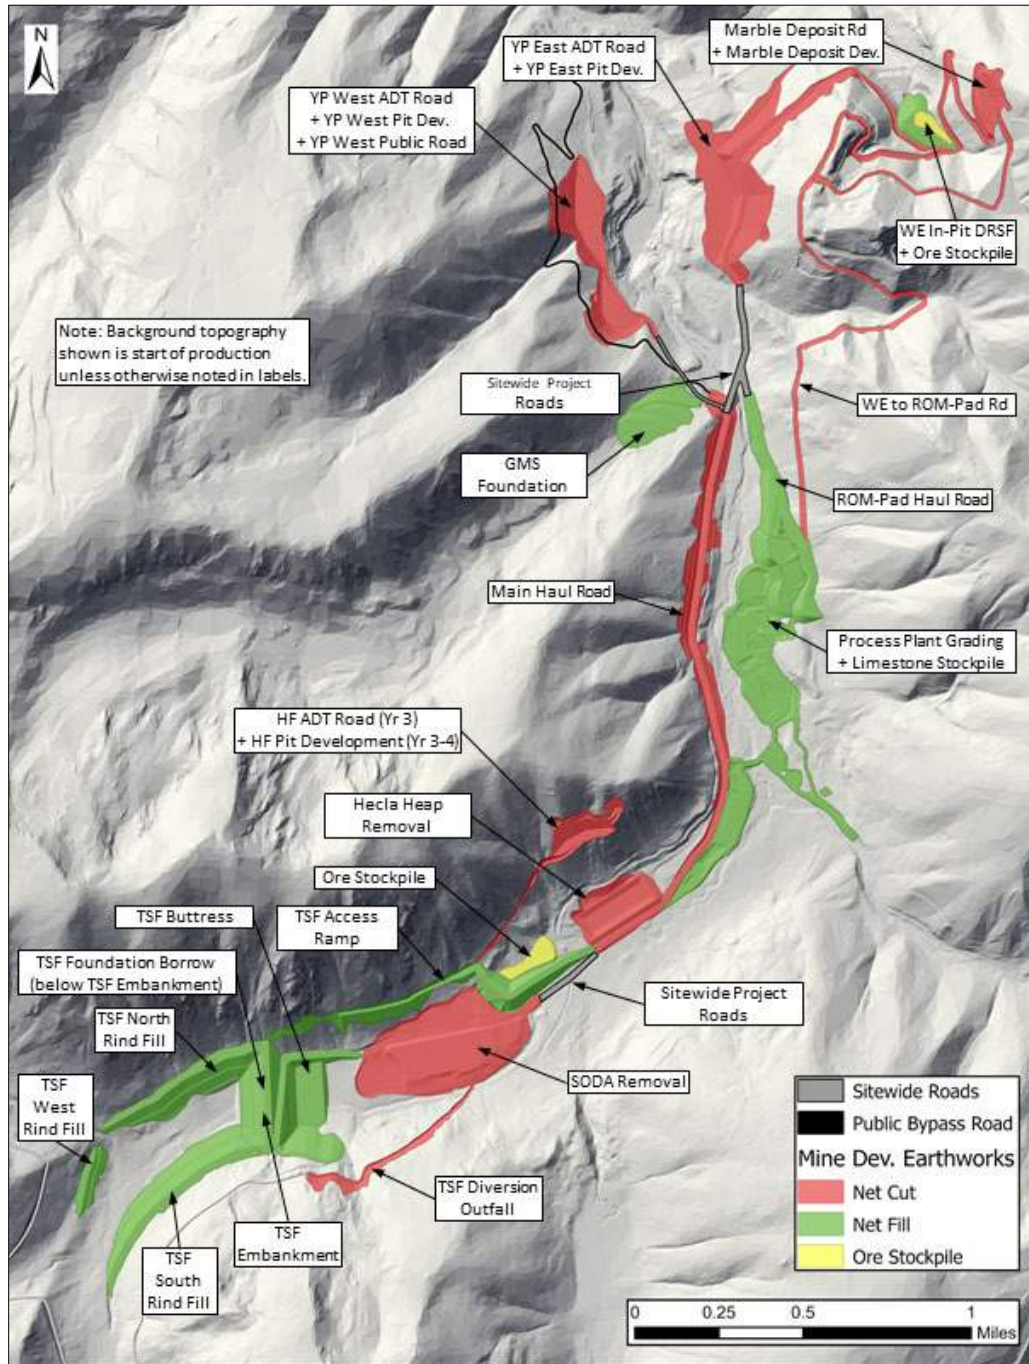 N
Marble Deposit Rd
+ Marble Deposit Dev.
YP East ADT Road
+ YP East Pit Dev.
YP West ADT Road
+ YP West Pit Dev.
+ YP West Public Road
WE In-Pit DRSF
+ Ore Stockpile
Note: Background topography
shown is start of production
unless otherwise noted in labels.
Sitewide Project
Roads
WE to ROM-Pad Rd
GMS
Foundation
ROM-Pad Haul Road
Main Haul Road
Process Plant Grading
+ Limestone Stockpile
HF ADT Road (Yr 3)
+ HF Pit Development (Yr 3-4)
Hecla Heap
Removal
Ore Stockpile
TSF Buttress
TSF Access
Ramp
TSF Foundation Borrow
(below TSF Embankment)
Sitewide Project
Roads
TSF North
Rind Fill
SODA Removal
TSF
West
Rind Fill
TSF Diversion
Outfall
TSF
Embankment
TSF
South
Rind Fill
Sitewide Roads
Public Bypass Road
Mine Dev. Earthworks
Net Cut
Net Fill
Ore Stockpile
0 0.25 0.5 1
Miles